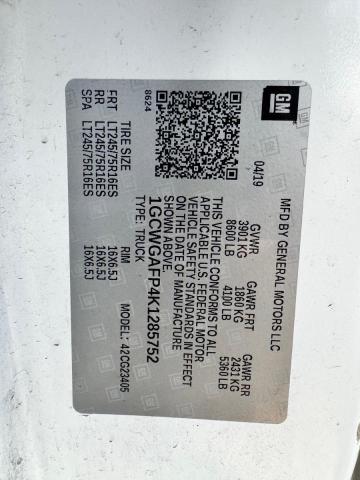 GM
MFD BY GENERAL MOTORS LLC
04/19
GVWR GAWR FRT GAWR RR
3901 KG 1860 KG 2431 KG
8600 LB 4100 LB 5360 LB
THIS VEHICLE CONFORMS TO ALL
APPLICABLE U.S. FEDERAL MOTOR
VEHICLE SAFETY STANDARDS IN EFFECT
ON THE DATE OF MANUFACTURE
SHOWN ABOVE.
1GCWGAFP4K1285752
TYPE: TRUCK
MODEL: 42CG23405
8624
TIRE SIZE RIM
FRT LT245/75R16ES 16X6.5J
RR LT245/75R16ES 16X6.5J
SPA LT245/75R16ES 16X6.5J